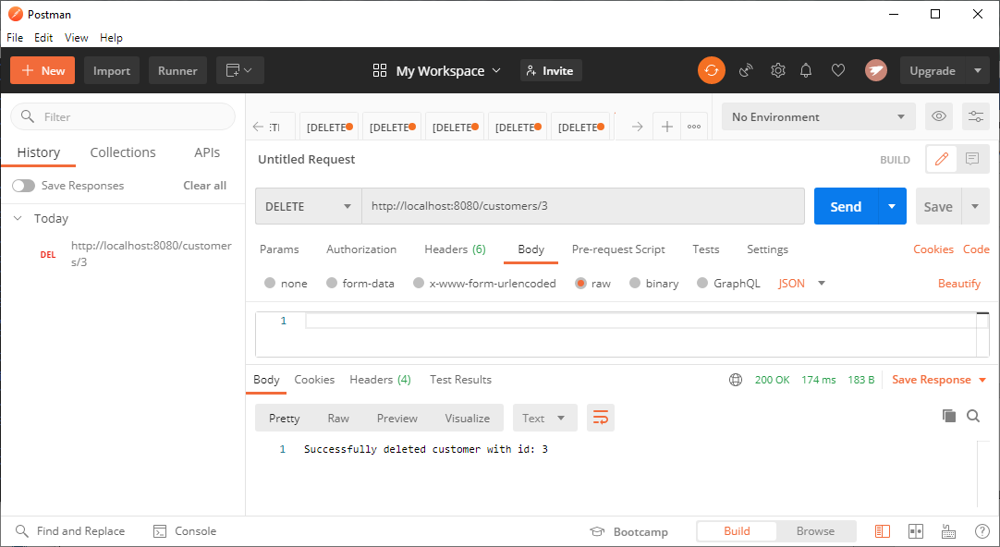 Postman
File Edit View Help
New Import Runner My Workspace Invite Upgrade
Filter
History Collections APIs
Save Responses Clear all
Today
DEL http://localhost:8080/customer
s/3
[DELETE [DELETE [DELETE [DELETE [DELETE
No Environment
Untitled Request BUILD
DELETE http://localhost:8080/customers/3 Send Save
Params Authorization Headers (6) Body Pre-request Script Tests Settings Cookies Code
none form-data x-www-form-urlencoded raw binary GraphQL JSON Beautify
1
Body Cookies Headers (4) Test Results 200 OK 174 ms 183 B Save Response
Pretty Raw Preview Visualize Text
1 Successfully deleted customer with id: 3
Find and Replace Console Bootcamp Build Browse